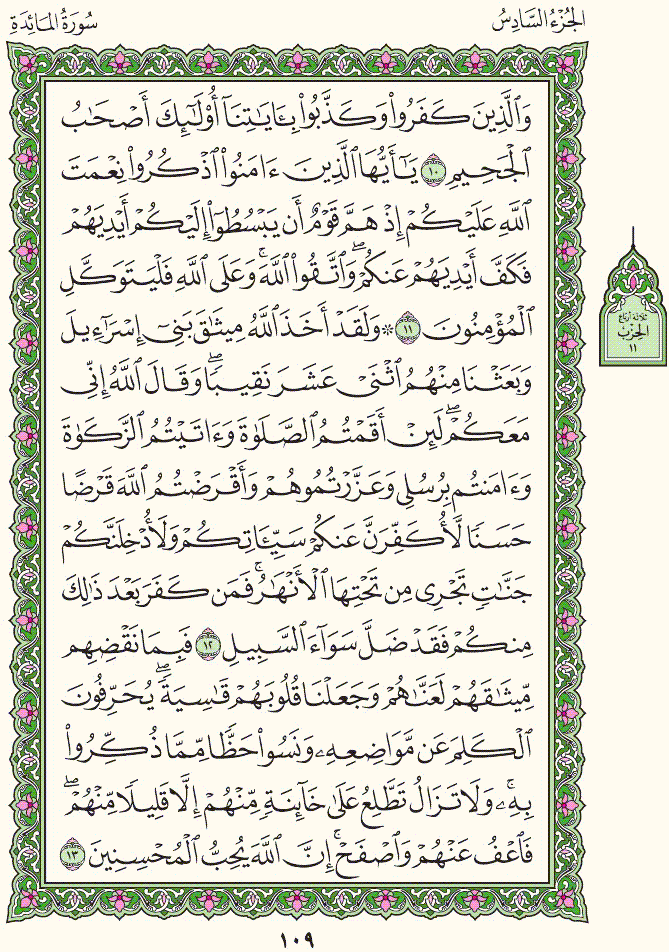 الجُزْءُ السَّادِسُ
سُورَةُ المَائِدَةِ
وَٱلَّذِينَ كَفَرُواْ وَكَذَّبُواْ بِـَٔايَٰتِنَآ أُوْلَٰٓئِكَ أَصْحَٰبُ
ٱلْجَحِيمِ ١٠ يَٰٓأَيُّهَا ٱلَّذِينَ ءَامَنُواْ ٱذْكُرُواْ نِعْمَتَ
ٱللَّهِ عَلَيْكُمْ إِذْ هَمَّ قَوْمٌ أَن يَبْسُطُوٓاْ إِلَيْكُمْ أَيْدِيَهُمْ
فَكَفَّ أَيْدِيَهُمْ عَنكُمْۖ وَٱتَّقُواْ ٱللَّهَۚ وَعَلَى ٱللَّهِ فَلْيَتَوَكَّلِ
ٱلْمُؤْمِنُونَ ١١ ۞ وَلَقَدْ أَخَذَ ٱللَّهُ مِيثَٰقَ بَنِىٓ إِسْرَٰٓءِيلَ
وَبَعَثْنَا مِنْهُمُ ٱثْنَىْ عَشَرَ نَقِيبًاۖ وَقَالَ ٱللَّهُ إِنِّى
مَعَكُمْۖ لَئِنْ أَقَمْتُمُ ٱلصَّلَوٰةَ وَءَاتَيْتُمُ ٱلزَّكَوٰةَ
وَءَامَنتُم بِرُسُلِى وَعَزَّرْتُمُوهُمْ وَأَقْرَضْتُمُ ٱللَّهَ قَرْضًا
حَسَنًا لَّأُكَفِّرَنَّ عَنكُمْ سَيِّـَٔاتِكُمْ وَلَأُدْخِلَنَّكُمْ
جَنَّٰتٍ تَجْرِى مِن تَحْتِهَا ٱلْأَنْهَٰرُۚ فَمَن كَفَرَ بَعْدَ ذَٰلِكَ
مِنكُمْ فَقَدْ ضَلَّ سَوَآءَ ٱلسَّبِيلِ ١٢ فَبِمَا نَقْضِهِم
مِّيثَٰقَهُمْ لَعَنَّٰهُمْ وَجَعَلْنَا قُلُوبَهُمْ قَٰسِيَةًۖ يُحَرِّفُونَ
ٱلْكَلِمَ عَن مَّوَاضِعِهِۦ وَنَسُواْ حَظًّا مِّمَّا ذُكِّرُواْ
بِهِۦۚ وَلَا تَزَالُ تَطَّلِعُ عَلَىٰ خَآئِنَةٍ مِّنْهُمْ إِلَّا قَلِيلًا مِّنْهُمْۖ
فَٱعْفُ عَنْهُمْ وَٱصْفَحْۚ إِنَّ ٱللَّهَ يُحِبُّ ٱلْمُحْسِنِينَ ١٣
ثلاثة أرباع
الحِزْب
١١
١٠٩